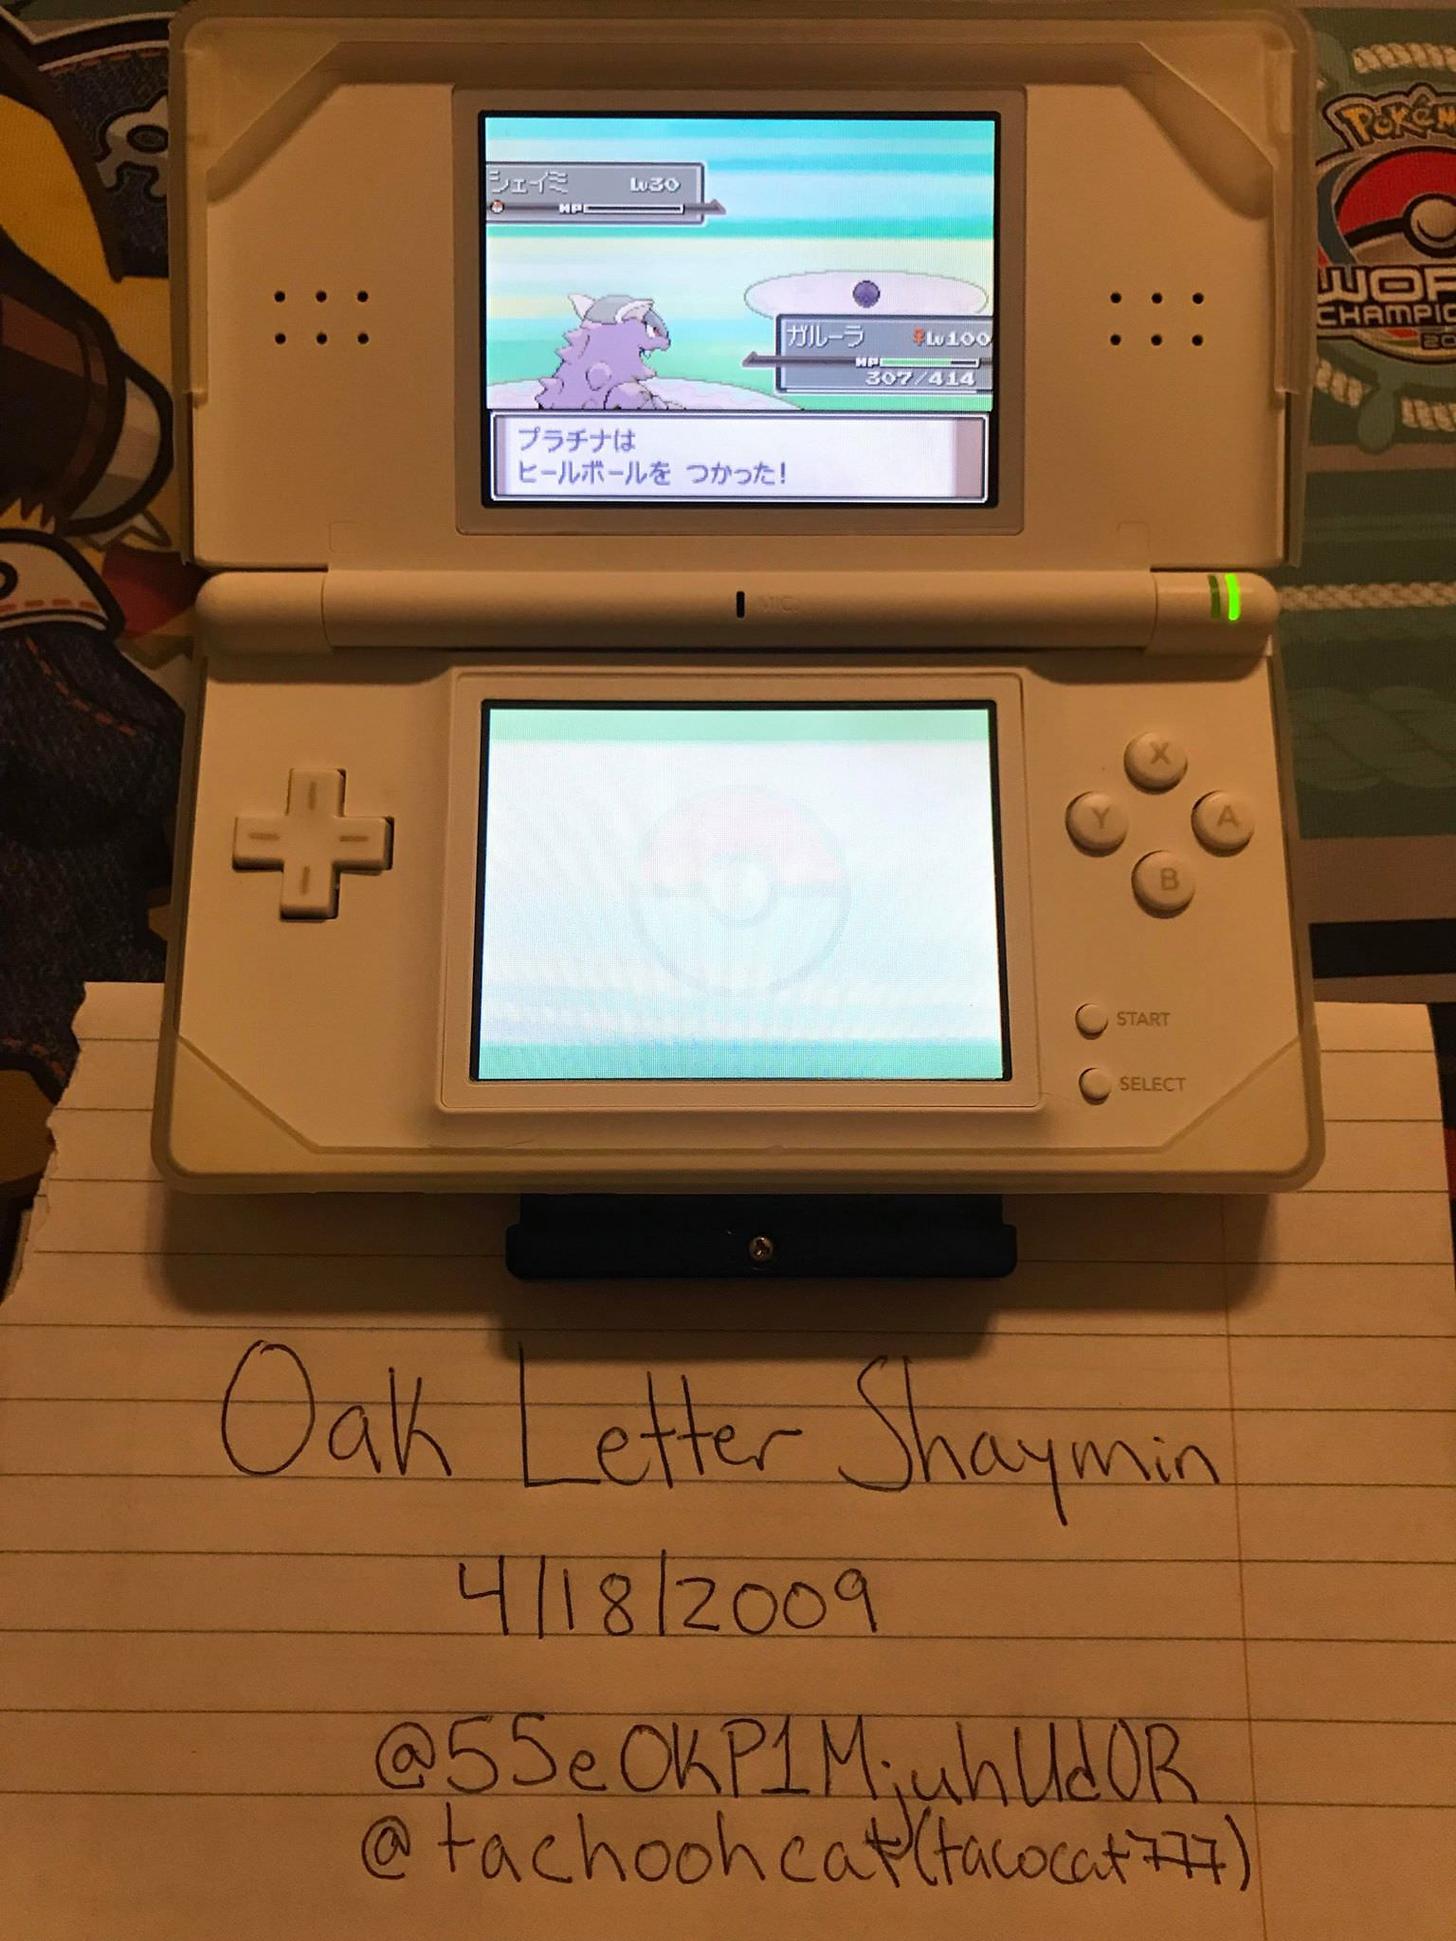 シェイミ Lv30
HP
ガルーラ ♀Lv100
HP
307/414
プラチナは
ヒールボールを つかった!
MIC.
X
Y
A
B
START
SELECT
Oak Letter Shaymin
4/18/2009
@55eOKP1MjuhUd0R
@tachoohcat(tacocat777)